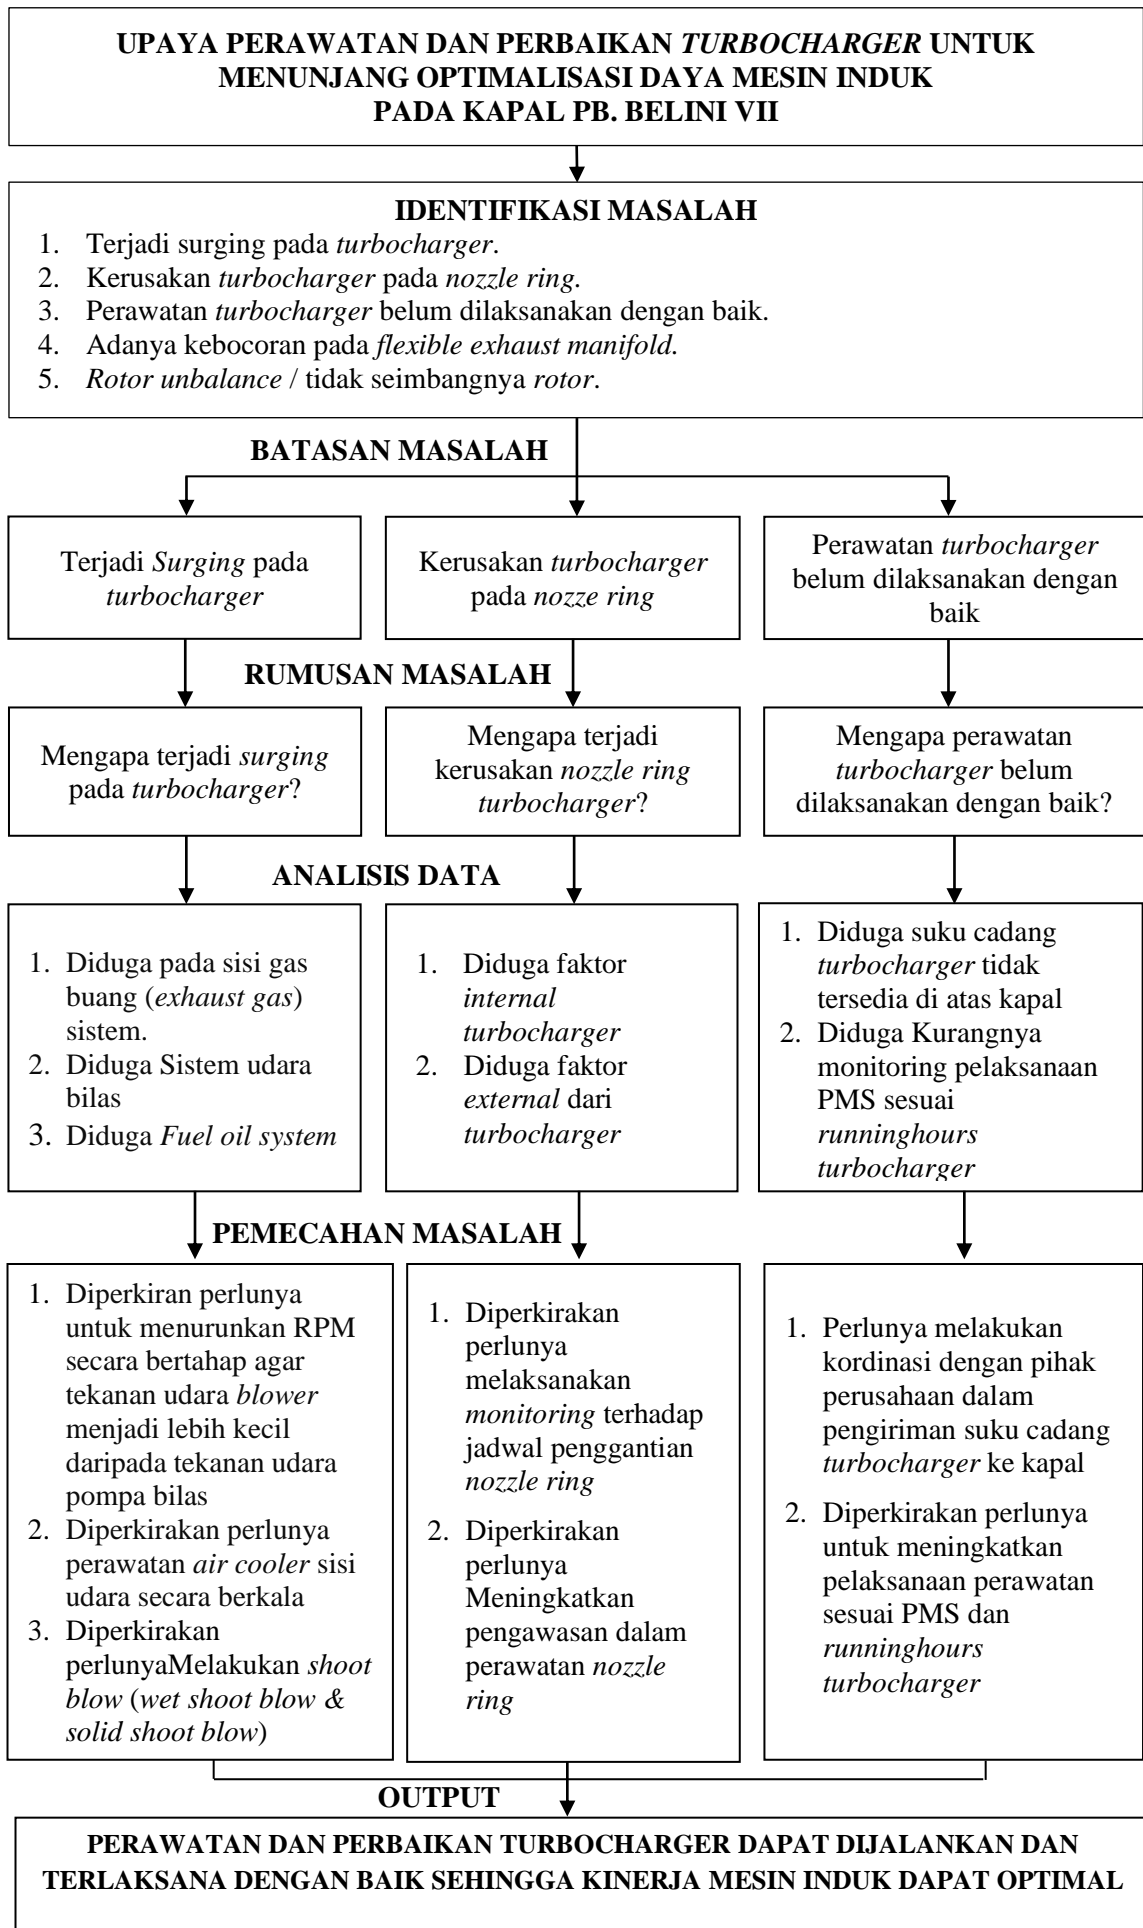 UPAYA PERAWATAN DAN PERBAIKAN TURBOCHARGER UNTUK
MENUNJANG OPTIMALISASI DAYA MESIN INDUK
PADA KAPAL PB. BELINI VII
IDENTIFIKASI MASALAH
1. Terjadi surging pada turbocharger.
2. Kerusakan turbocharger pada nozzle ring.
3. Perawatan turbocharger belum dilaksanakan dengan baik.
4. Adanya kebocoran pada flexible exhaust manifold.
5. Rotor unbalance / tidak seimbangnya rotor.
BATASAN MASALAH
Terjadi Surging pada
turbocharger
Kerusakan turbocharger
pada nozze ring
Perawatan turbocharger
belum dilaksanakan dengan
baik
RUMUSAN MASALAH
Mengapa terjadi surging
pada turbocharger?
Mengapa terjadi
kerusakan nozzle ring
turbocharger?
Mengapa perawatan
turbocharger belum
dilaksanakan dengan baik?
ANALISIS DATA
1. Diduga pada sisi gas
buang (exhaust gas)
sistem.
2. Diduga Sistem udara
bilas
3. Diduga Fuel oil system
1. Diduga faktor
internal
turbocharger
2. Diduga faktor
external dari
turbocharger
1. Diduga suku cadang
turbocharger tidak
tersedia di atas kapal
2. Diduga Kurangnya
monitoring pelaksanaan
PMS sesuai
runninghours
turbocharger
PEMECAHAN MASALAH
1. Diperkiran perlunya
untuk menurunkan RPM
secara bertahap agar
tekanan udara blower
menjadi lebih kecil
daripada tekanan udara
pompa bilas
2. Diperkirakan perlunya
perawatan air cooler sisi
udara secara berkala
3. Diperkirakan
perlunyaMelakukan shoot
blow (wet shoot blow &
solid shoot blow)
1. Diperkirakan
perlunya
melaksanakan
monitoring terhadap
jadwal penggantian
nozzle ring
2. Diperkirakan
perlunya
Meningkatkan
pengawasan dalam
perawatan nozzle
ring
1. Perlunya melakukan
kordinasi dengan pihak
perusahaan dalam
pengiriman suku cadang
turbocharger ke kapal
2. Diperkirakan perlunya
untuk meningkatkan
pelaksanaan perawatan
sesuai PMS dan
runninghours
turbocharger
OUTPUT
PERAWATAN DAN PERBAIKAN TURBOCHARGER DAPAT DIJALANKAN DAN
TERLAKSANA DENGAN BAIK SEHINGGA KINERJA MESIN INDUK DAPAT OPTIMAL